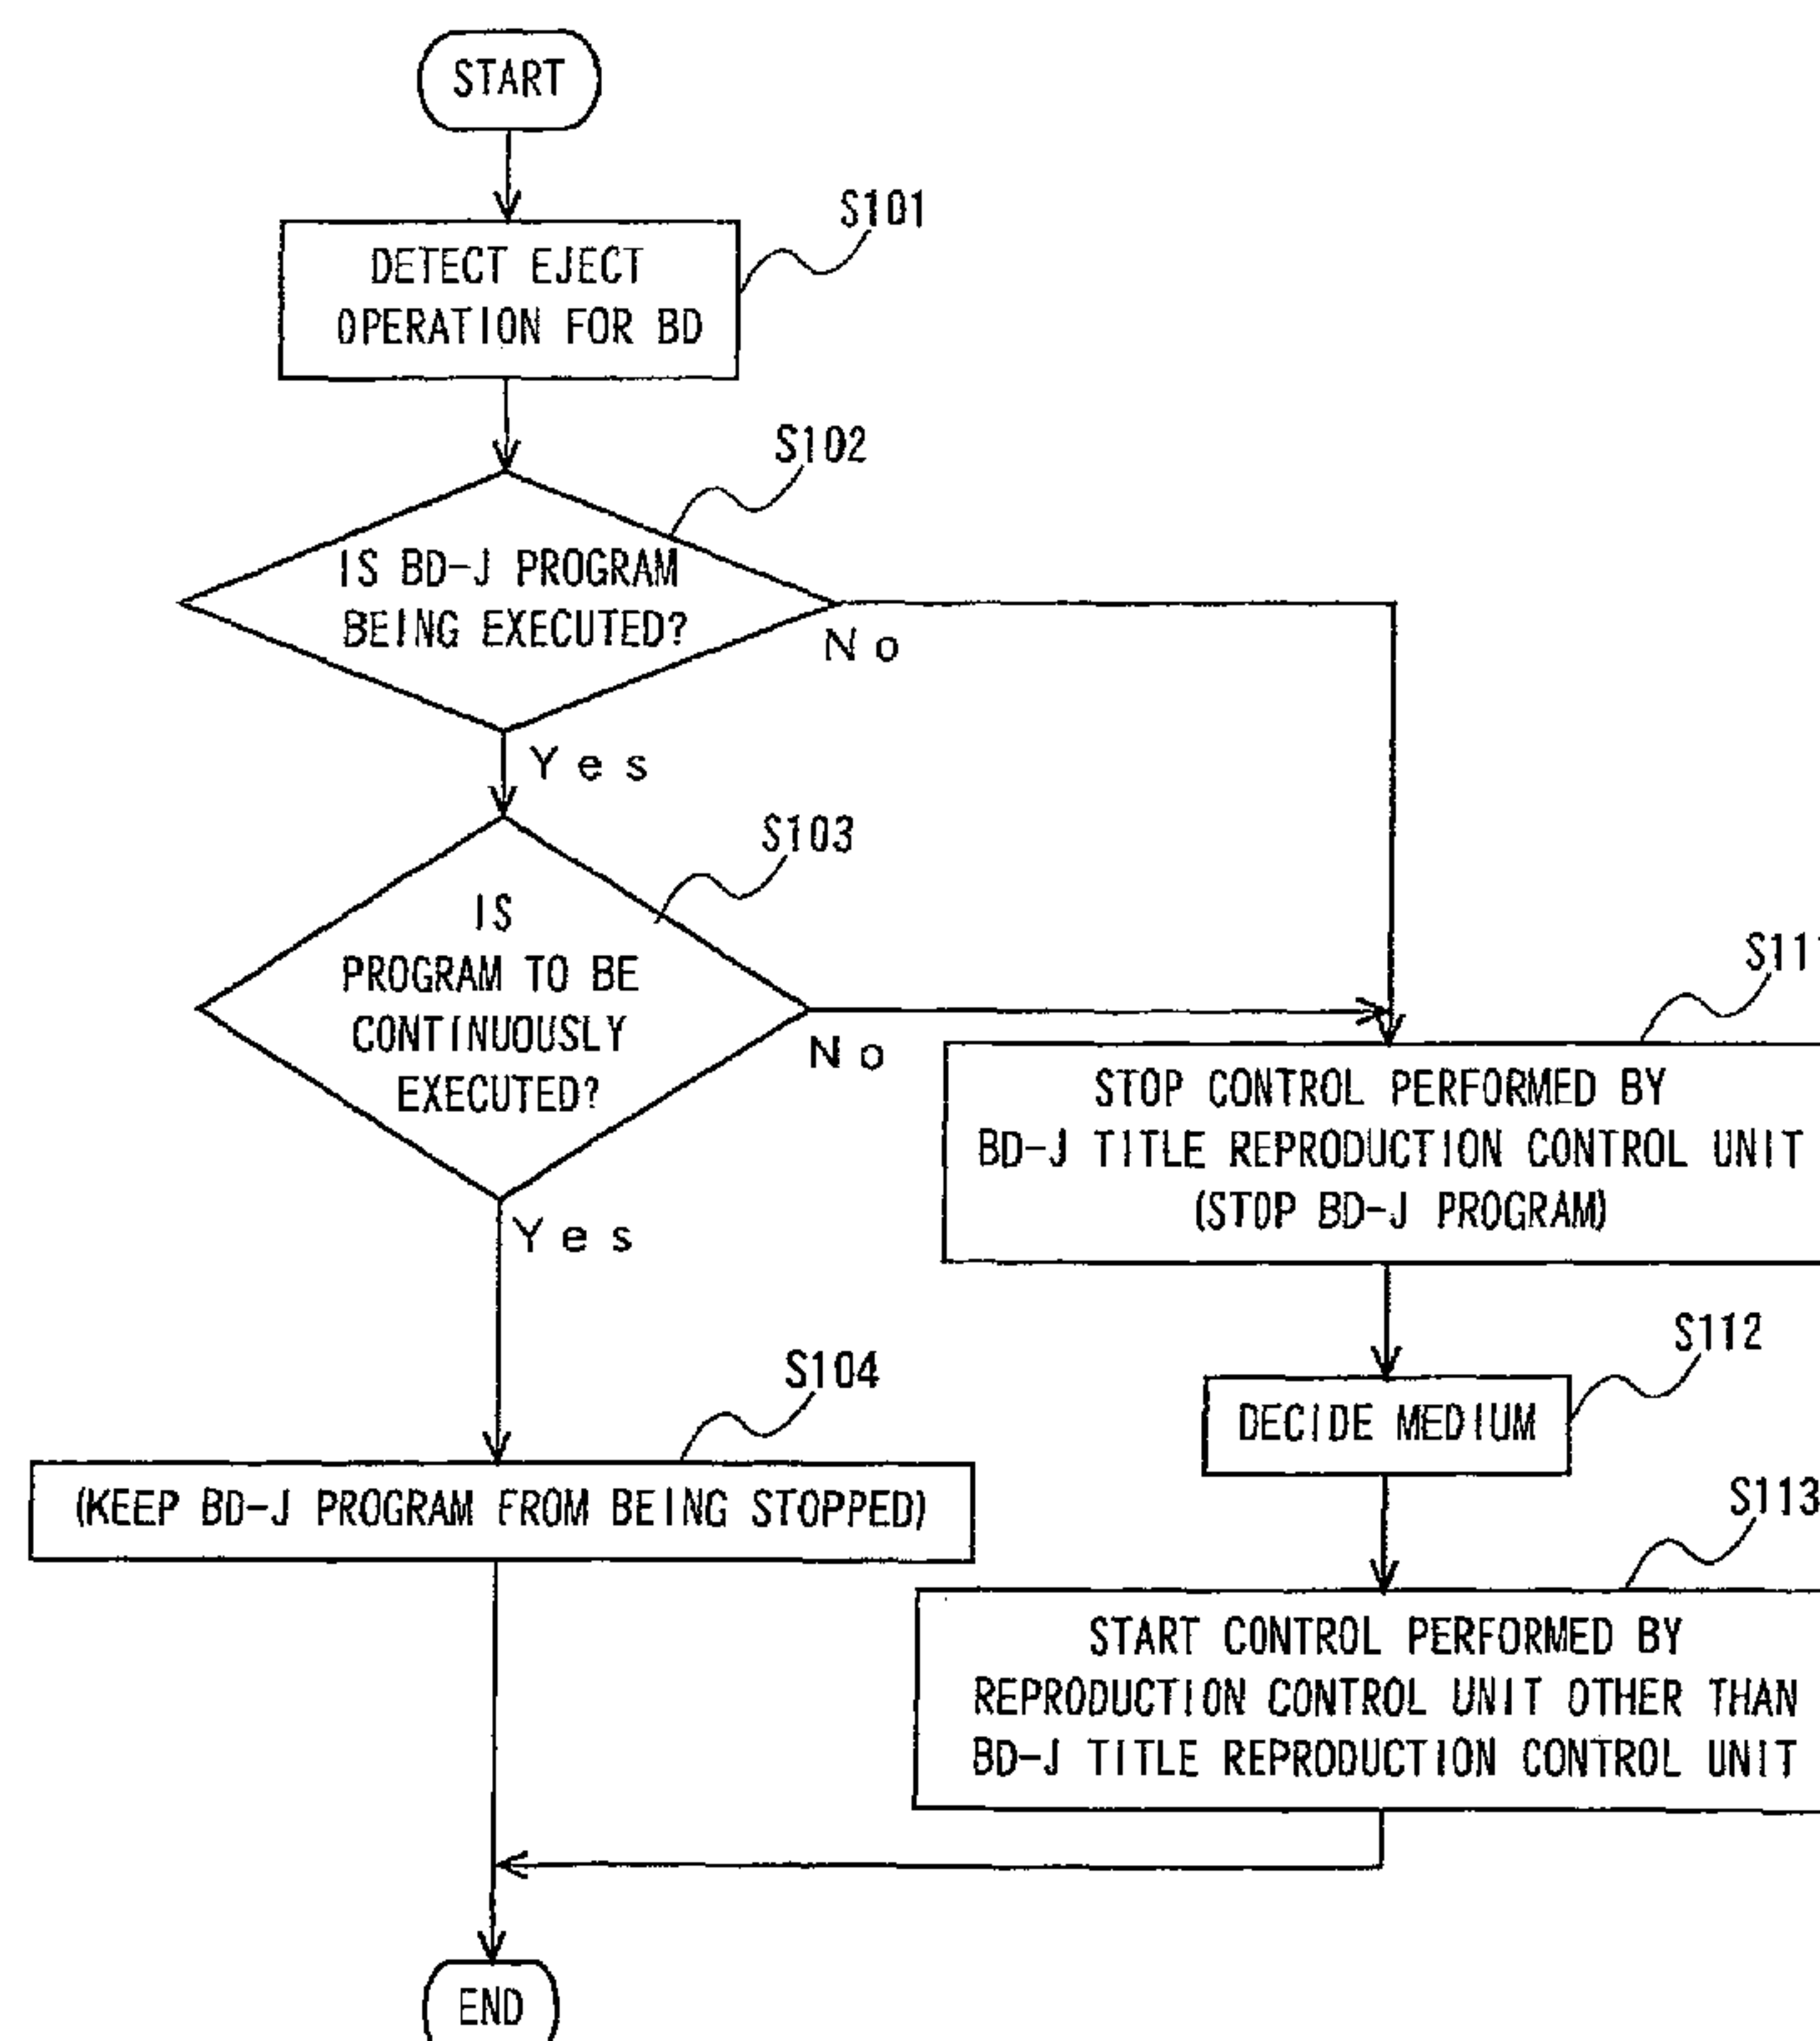 START
S101
DETECT EJECT
OPERATION FOR BD
S102
IS BD-J PROGRAM
BEING EXECUTED?
No
Yes
S103
IS
PROGRAM TO BE
CONTINUOUSLY
EXECUTED?
No
Yes
S111
STOP CONTROL PERFORMED BY
BD-J TITLE REPRODUCTION CONTROL UNIT
(STOP BD-J PROGRAM)
S112
DECIDE MEDIUM
S104
(KEEP BD-J PROGRAM FROM BEING STOPPED)
S113
START CONTROL PERFORMED BY
REPRODUCTION CONTROL UNIT OTHER THAN
BD-J TITLE REPRODUCTION CONTROL UNIT
END